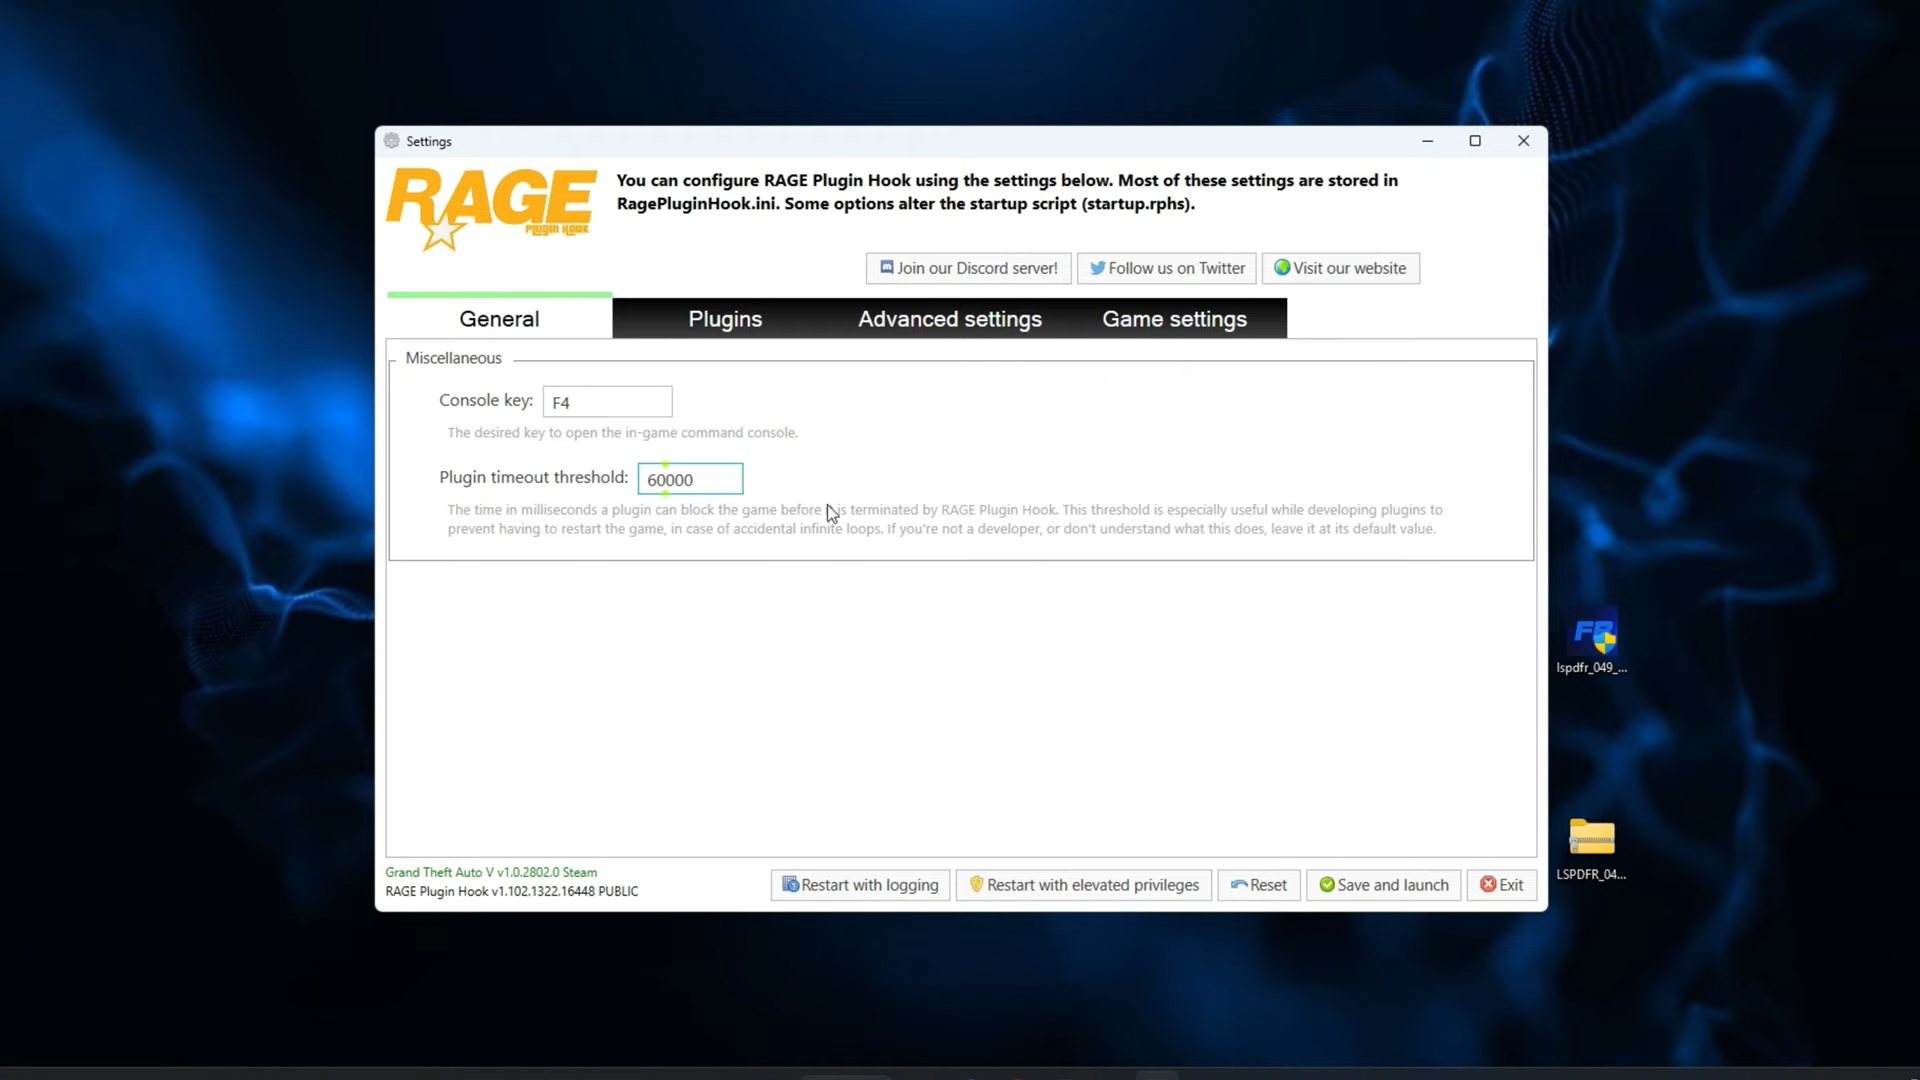 Settings
RAGE
PLUGIN HOOK
You can configure RAGE Plugin Hook using the settings below. Most of these settings are stored in
RagePluginHook.ini. Some options alter the startup script (startup.rphs).
Join our Discord server! Follow us on Twitter Visit our website
General Plugins Advanced settings Game settings
Miscellaneous
Console key: F4
The desired key to open the in-game command console.
Plugin timeout threshold: 60000
The time in milliseconds a plugin can block the game before is terminated by RAGE Plugin Hook. This threshold is especially useful while developing plugins to
prevent having to restart the game, in case of accidental infinite loops. If you're not a developer, or don't understand what this does, leave it at its default value.
FR
lspdfr_049_...
LSPDFR_04...
Grand Theft Auto V v1.0.2802.0 Steam
RAGE Plugin Hook v1.102.1322.16448 PUBLIC
Restart with logging Restart with elevated privileges Reset Save and launch Exit